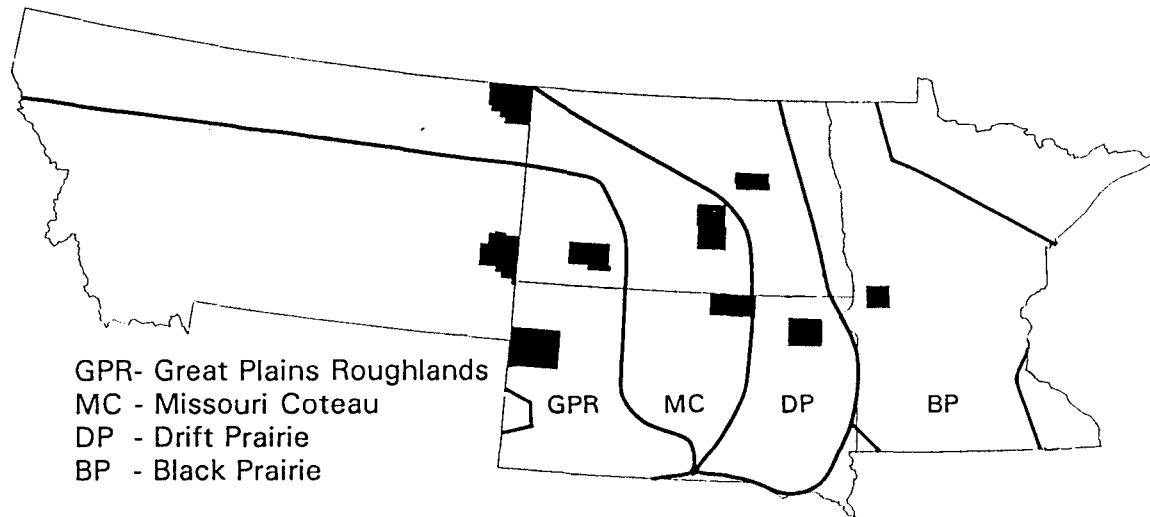 GPR- Great Plains Roughlands
MC - Missouri Coteau
DP - Drift Prairie
BP - Black Prairie
GPR MC DP BP